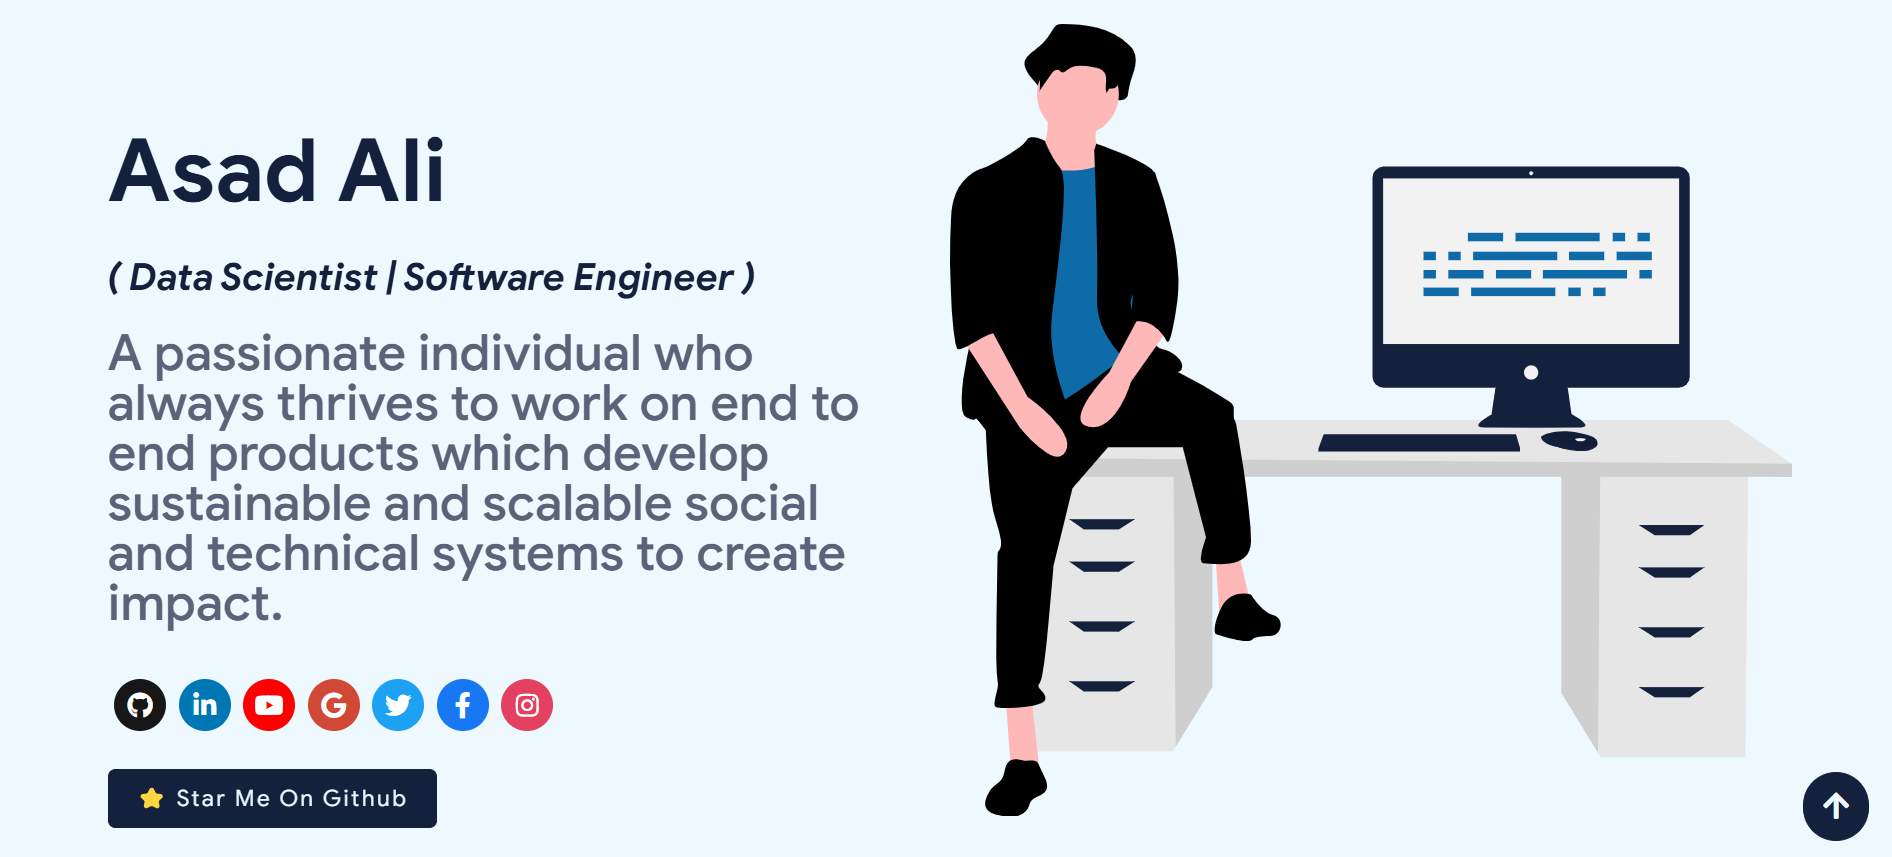 Asad Ali
( Data Scientist | Software Engineer )
A passionate individual who
always thrives to work on end to
end products which develop
sustainable and scalable social
and technical systems to create
impact.
in G f
Star Me On Github